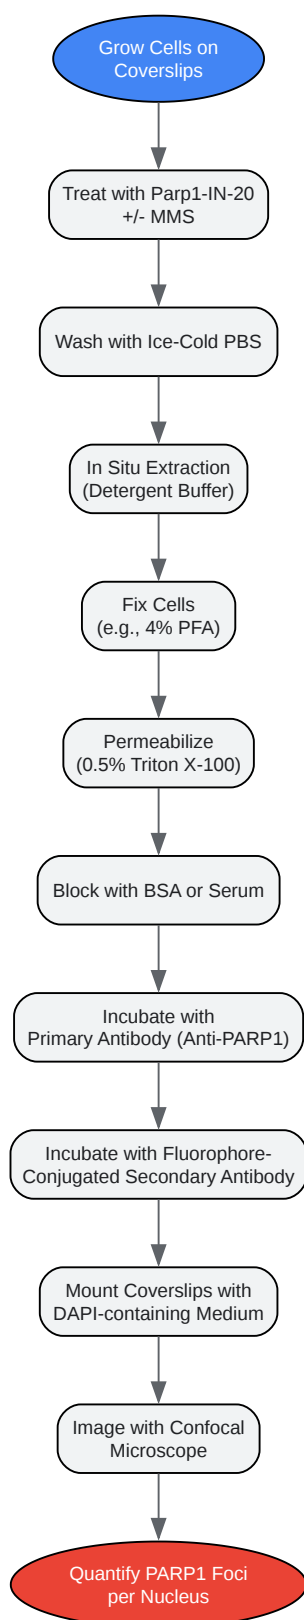 Grow Cells on
Coverslips
Treat with Parp1-IN-20
+/- MMS
Wash with Ice-Cold PBS
In Situ Extraction
(Detergent Buffer)
Fix Cells
(e.g., 4% PFA)
Permeabilize
(0.5% Triton X-100)
Block with BSA or Serum
Incubate with
Primary Antibody (Anti-PARP1)
Incubate with Fluorophore-
Conjugated Secondary Antibody
Mount Coverslips with
DAPI-containing Medium
Image with Confocal
Microscope
Quantify PARP1 Foci
per Nucleus